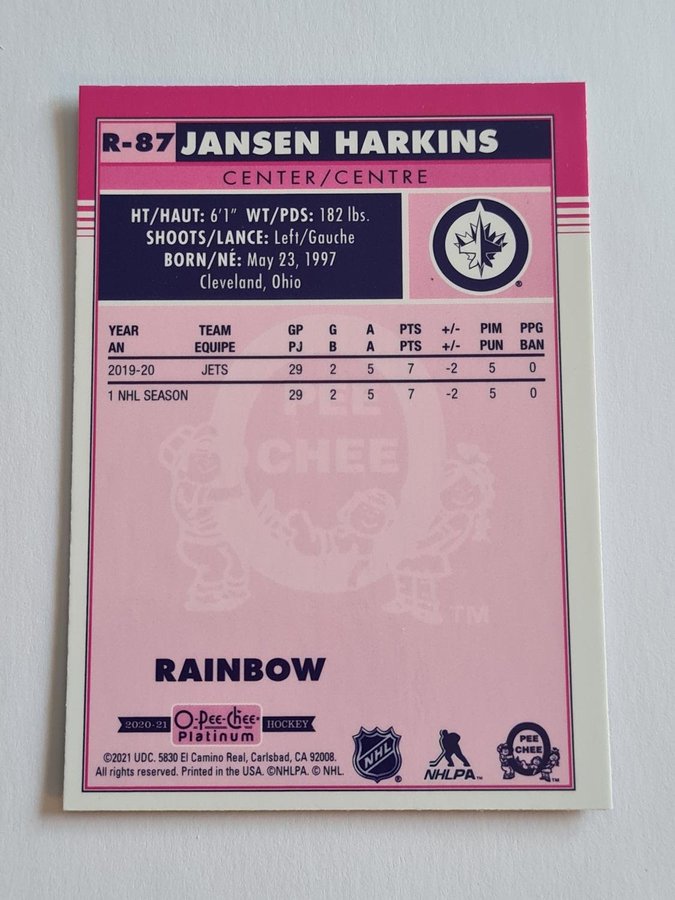 R-87 JANSEN HARKINS
CENTER/CENTRE
HT/HAUT: 6'1" WT/PDS: 182 lbs.
SHOOTS/LANCE: Left/Gauche
BORN/NÉ: May 23, 1997
Cleveland, Ohio
YEAR TEAM GP G A PTS +/- PIM PPG
AN EQUIPE PJ B A PTS +/- PUN BAN
2019-20 JETS 29 2 5 7 -2 5 0
1 NHL SEASON 29 2 5 7 -2 5 0
PEE
CHEE
TM
RAINBOW
2020-21 O-Pee-Chee HOCKEY
Platinum
©2021 UDC. 5830 El Camino Real, Carlsbad, CA 92008.
All rights reserved. Printed in the USA. ©NHLPA. © NHL.
NHL ®
NHLPA™
PEE
CHEE
TM